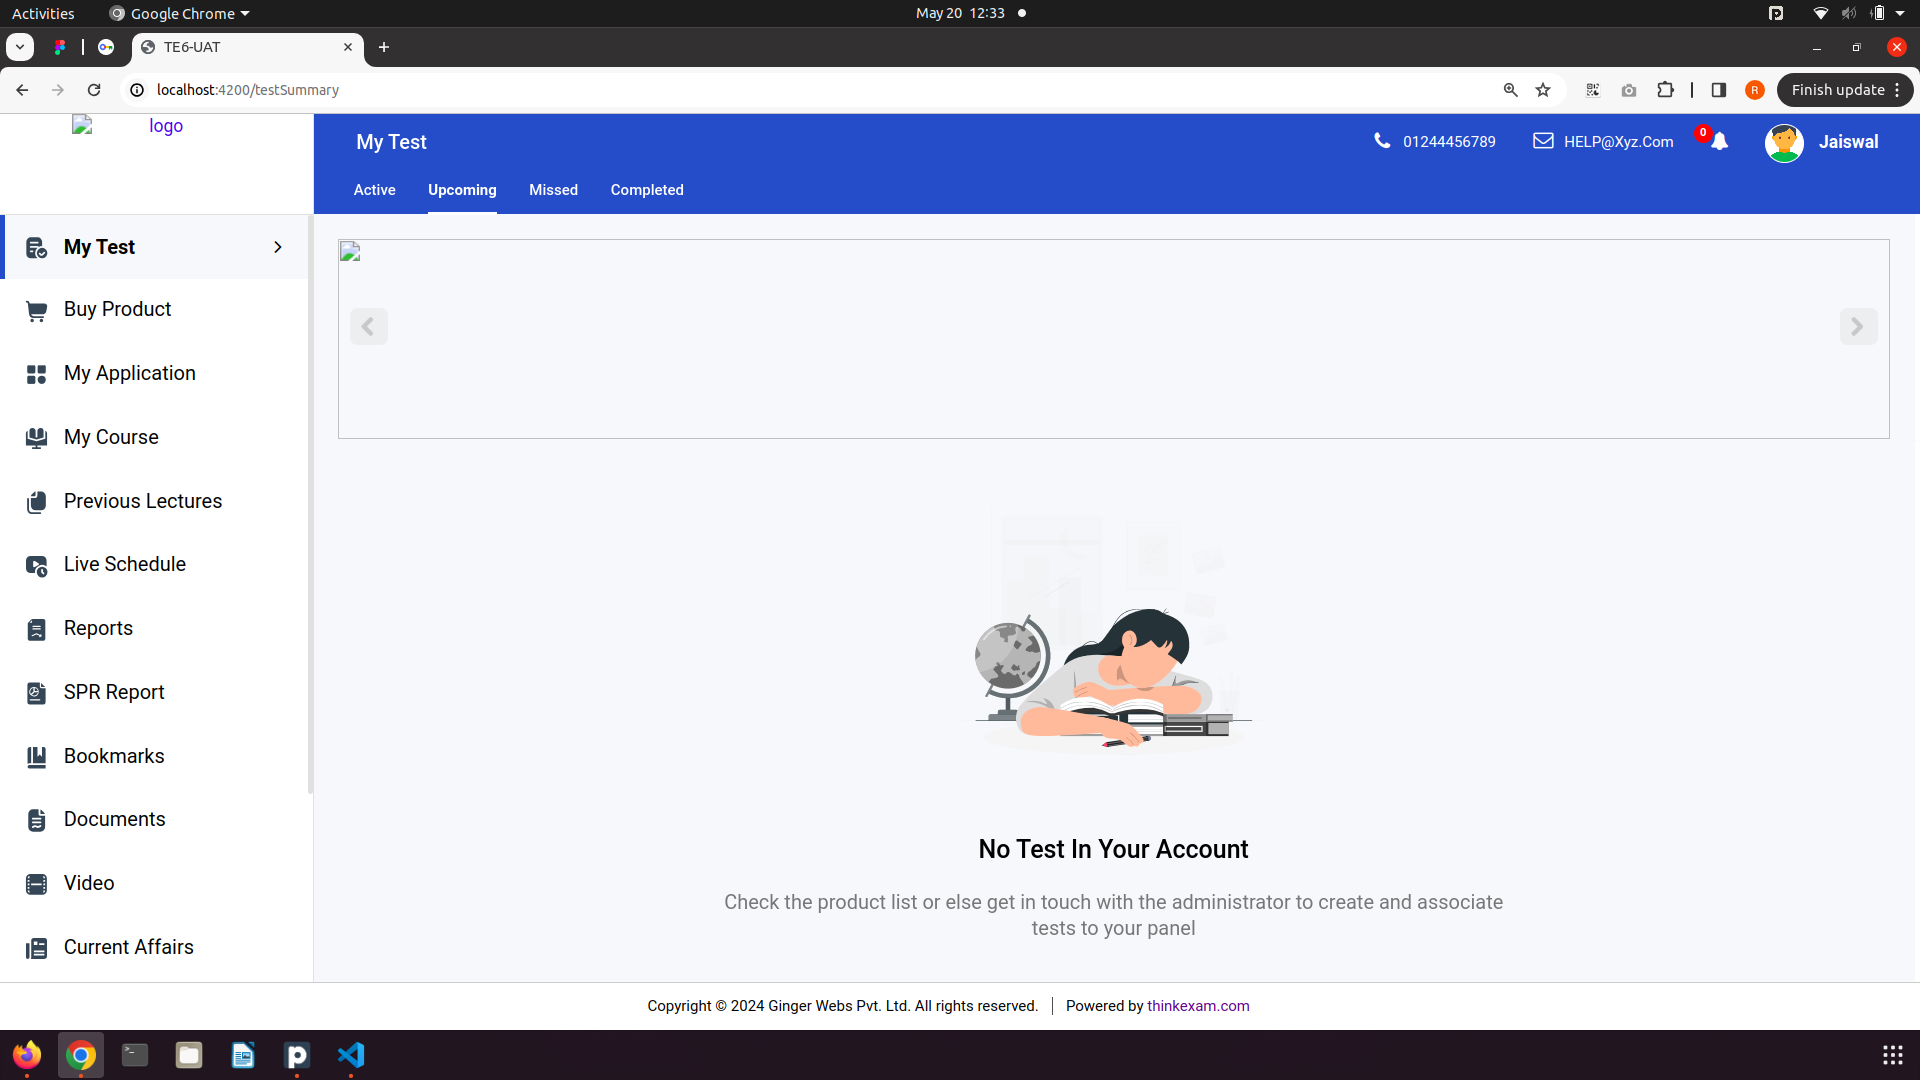 Activities
Google Chrome
May 20 12:33
TE6-UAT
localhost:4200/testSummary
R
Finish update
logo
My Test
01244456789
HELP@Xyz.Com
0
Jaiswal
Active
Upcoming
Missed
Completed
My Test
Buy Product
My Application
My Course
Previous Lectures
Live Schedule
Reports
SPR Report
Bookmarks
Documents
Video
Current Affairs
No Test In Your Account
Check the product list or else get in touch with the administrator to create and associate
tests to your panel
Copyright © 2024 Ginger Webs Pvt. Ltd. All rights reserved.
Powered by thinkexam.com